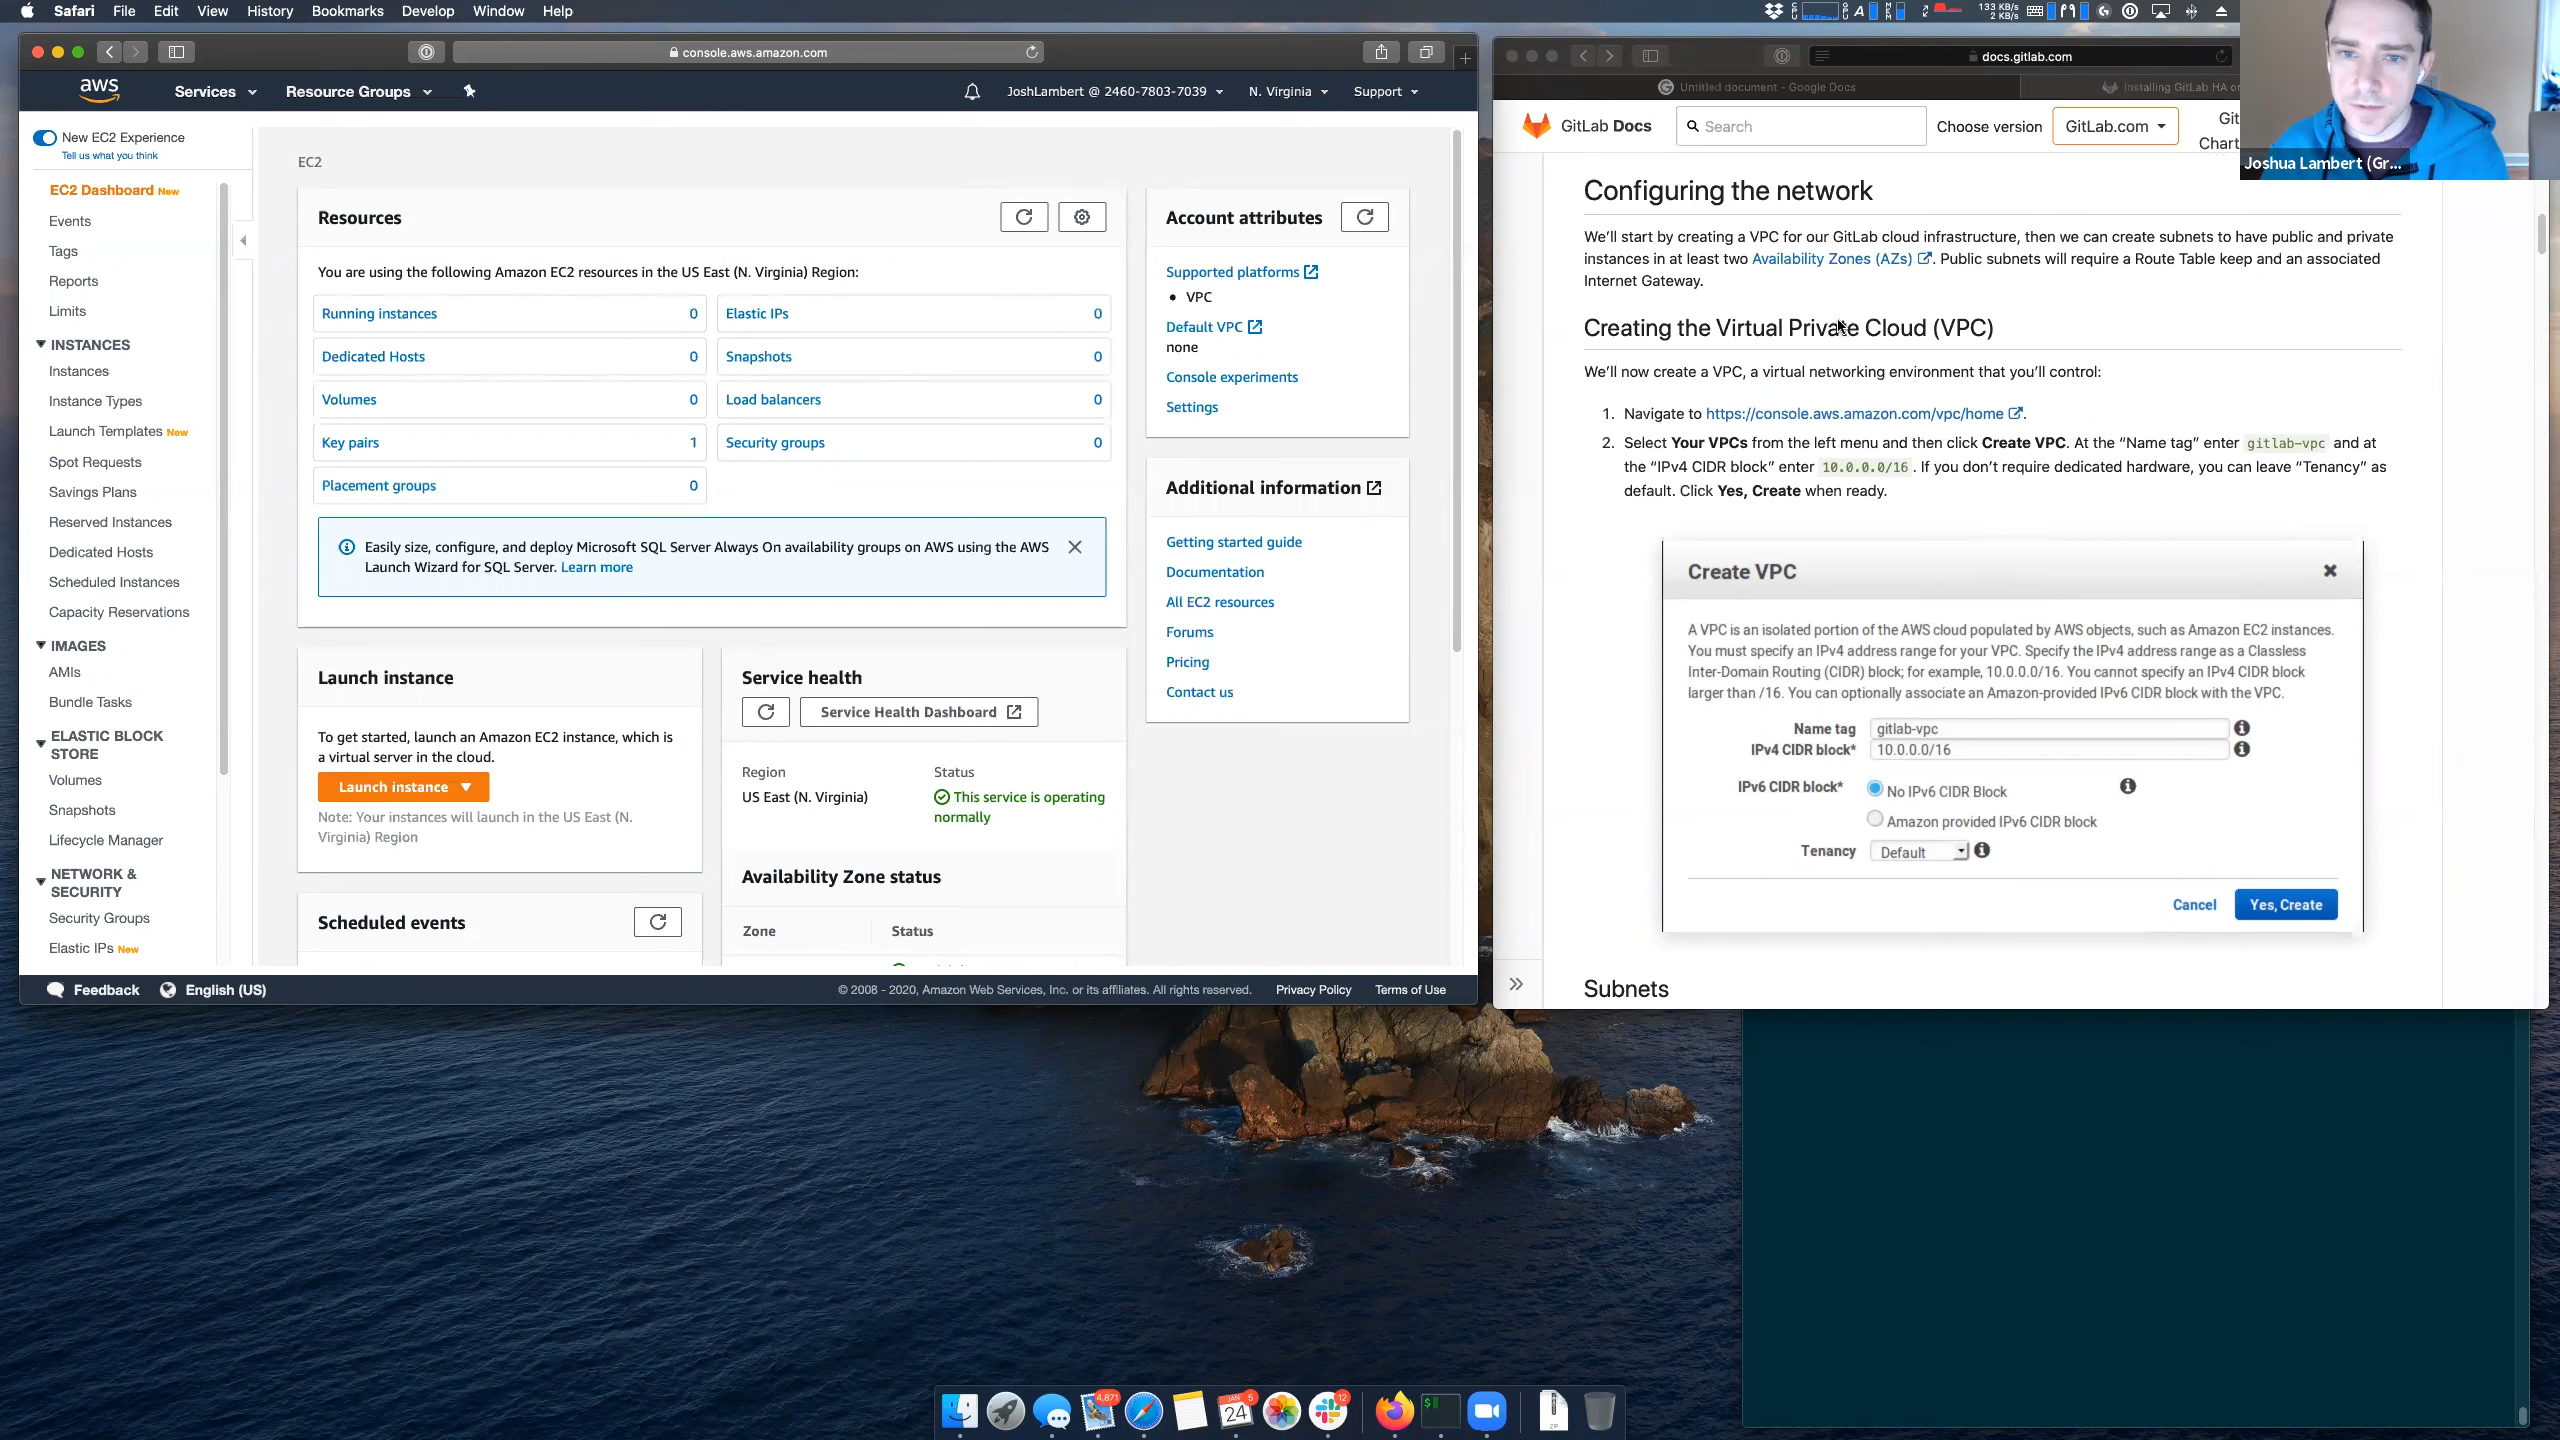 Safari File Edit View History Bookmarks Develop Window Help
133 KB/s
2 KB/s
console.aws.amazon.com
aws Services Resource Groups JoshLambert @ 2460-7803-7039 N. Virginia Support
New EC2 Experience
Tell us what you think
EC2 Dashboard New
Events
Tags
Reports
Limits
INSTANCES
Instances
Instance Types
Launch Templates New
Spot Requests
Savings Plans
Reserved Instances
Dedicated Hosts
Scheduled Instances
Capacity Reservations
IMAGES
AMIs
Bundle Tasks
ELASTIC BLOCK
STORE
Volumes
Snapshots
Lifecycle Manager
NETWORK &
SECURITY
Security Groups
Elastic IPs New
EC2
Resources
You are using the following Amazon EC2 resources in the US East (N. Virginia) Region:
Running instances 0 Elastic IPs 0
Dedicated Hosts 0 Snapshots 0
Volumes 0 Load balancers 0
Key pairs 1 Security groups 0
Placement groups 0
Easily size, configure, and deploy Microsoft SQL Server Always On availability groups on AWS using the AWS
Launch Wizard for SQL Server. Learn more
Launch instance
To get started, launch an Amazon EC2 instance, which is
a virtual server in the cloud.
Launch instance
Note: Your instances will launch in the US East (N.
Virginia) Region
Scheduled events
Service health
Service Health Dashboard
Region Status
US East (N. Virginia) This service is operating
normally
Availability Zone status
Zone Status
Account attributes
Supported platforms
• VPC
Default VPC
none
Console experiments
Settings
Additional information
Getting started guide
Documentation
All EC2 resources
Forums
Pricing
Contact us
Feedback English (US) © 2008 - 2020, Amazon Web Services, Inc. or its affiliates. All rights reserved. Privacy Policy Terms of Use
docs.gitlab.com
Untitled document - Google Docs Installing GitLab HA
GitLab Docs Search Choose version GitLab.com Git
Chart
Joshua Lambert (Gr...
Configuring the network
We'll start by creating a VPC for our GitLab cloud infrastructure, then we can create subnets to have public and private
instances in at least two Availability Zones (AZs) . Public subnets will require a Route Table keep and an associated
Internet Gateway.
Creating the Virtual Private Cloud (VPC)
We'll now create a VPC, a virtual networking environment that you'll control:
1. Navigate to https://console.aws.amazon.com/vpc/home .
2. Select Your VPCs from the left menu and then click Create VPC. At the "Name tag" enter gitlab-vpc and at
the "IPv4 CIDR block" enter 10.0.0.0/16 . If you don't require dedicated hardware, you can leave "Tenancy" as
default. Click Yes, Create when ready.
Create VPC
A VPC is an isolated portion of the AWS cloud populated by AWS objects, such as Amazon EC2 instances.
You must specify an IPv4 address range for your VPC. Specify the IPv4 address range as a Classless
Inter-Domain Routing (CIDR) block; for example, 10.0.0.0/16. You cannot specify an IPv4 CIDR block
larger than /16. You can optionally associate an Amazon-provided IPv6 CIDR block with the VPC.
Name tag gitlab-vpc
IPv4 CIDR block* 10.0.0.0/16
IPv6 CIDR block* No IPv6 CIDR Block
Amazon provided IPv6 CIDR block
Tenancy Default
Cancel Yes, Create
Subnets
4,871
JAN 5
24
12
ZIP